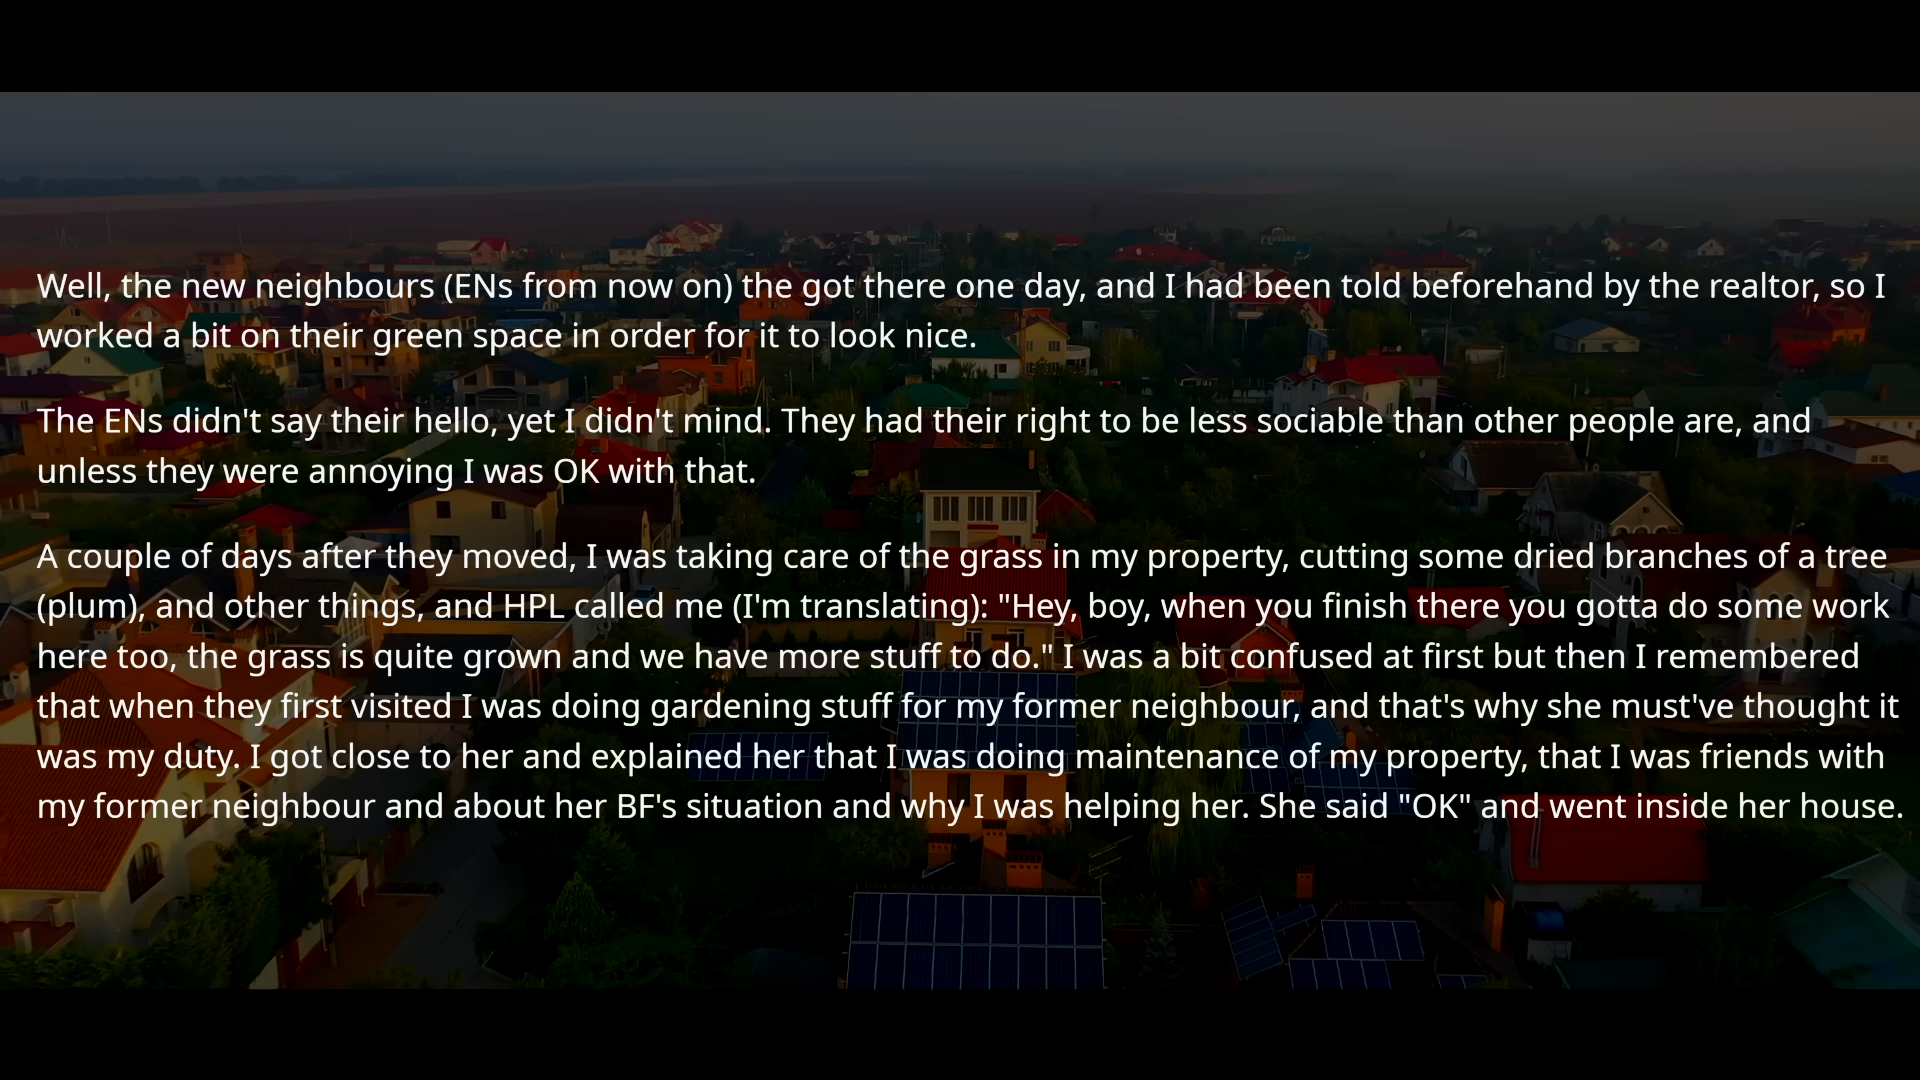 Well, the new neighbours (ENs from now on) the got there one day, and I had been told beforehand by the realtor, so I
worked a bit on their green space in order for it to look nice.
The ENs didn't say their hello, yet I didn't mind. They had their right to be less sociable than other people are, and
unless they were annoying I was OK with that.
A couple of days after they moved, I was taking care of the grass in my property, cutting some dried branches of a tree
(plum), and other things, and HPL called me (I'm translating): "Hey, boy, when you finish there you gotta do some work
here too, the grass is quite grown and we have more stuff to do." I was a bit confused at first but then I remembered
that when they first visited I was doing gardening stuff for my former neighbour, and that's why she must've thought it
was my duty. I got close to her and explained her that I was doing maintenance of my property, that I was friends with
my former neighbour and about her BF's situation and why I was helping her. She said "OK" and went inside her house.